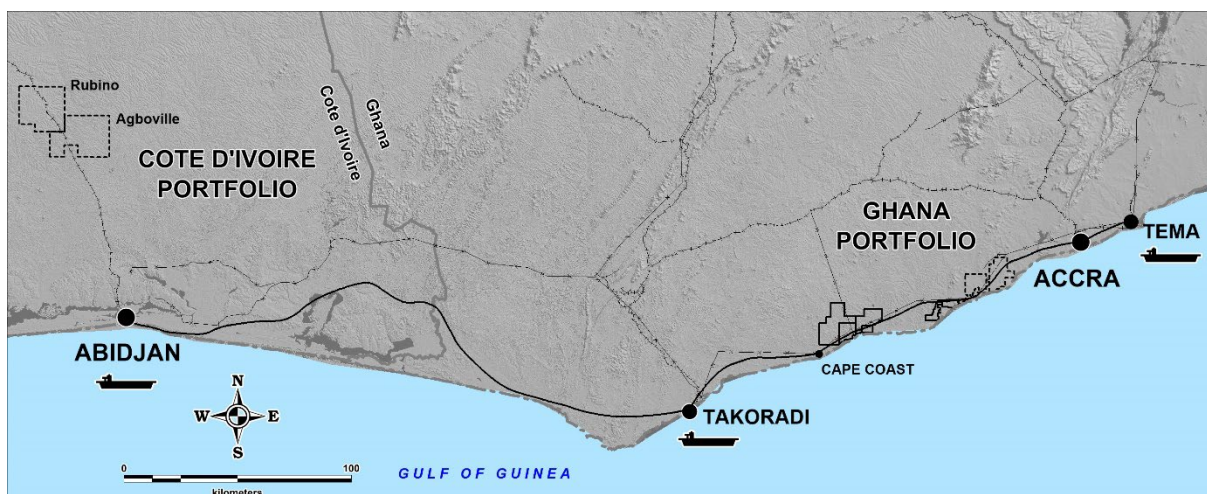 Rubino
Agboville
COTE D'IVOIRE
PORTFOLIO
Ghana
Cote d'Ivoire
GHANA
PORTFOLIO
TEMA
ACCRA
ABIDJAN
CAPE COAST
TAKORADI
N
W E
S
0 100
kilometers
GULF OF GUINEA